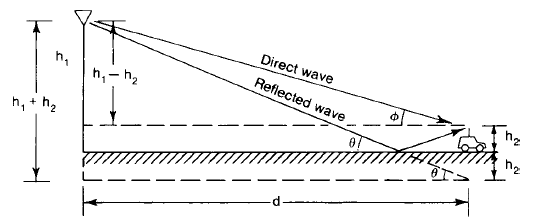 h₁
h₁ − h₂
h₁ + h₂
Direct wave
Reflected wave
ϕ
θ
θ
h₂
h₂
d